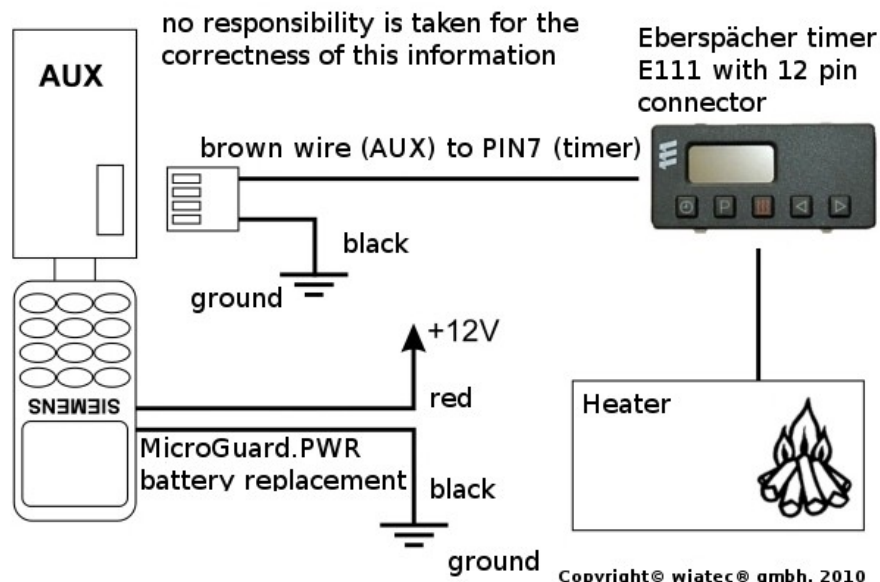 no responsibility is taken for the
correctness of this information
Eberspächer timer
E111 with 12 pin
connector
AUX
brown wire (AUX) to PIN7 (timer)
P
black
ground
+12V
red
SIEMENS
MicroGuard.PWR
battery replacement
black
ground
Heater
Copyright© wiatec® gmbh, 2010